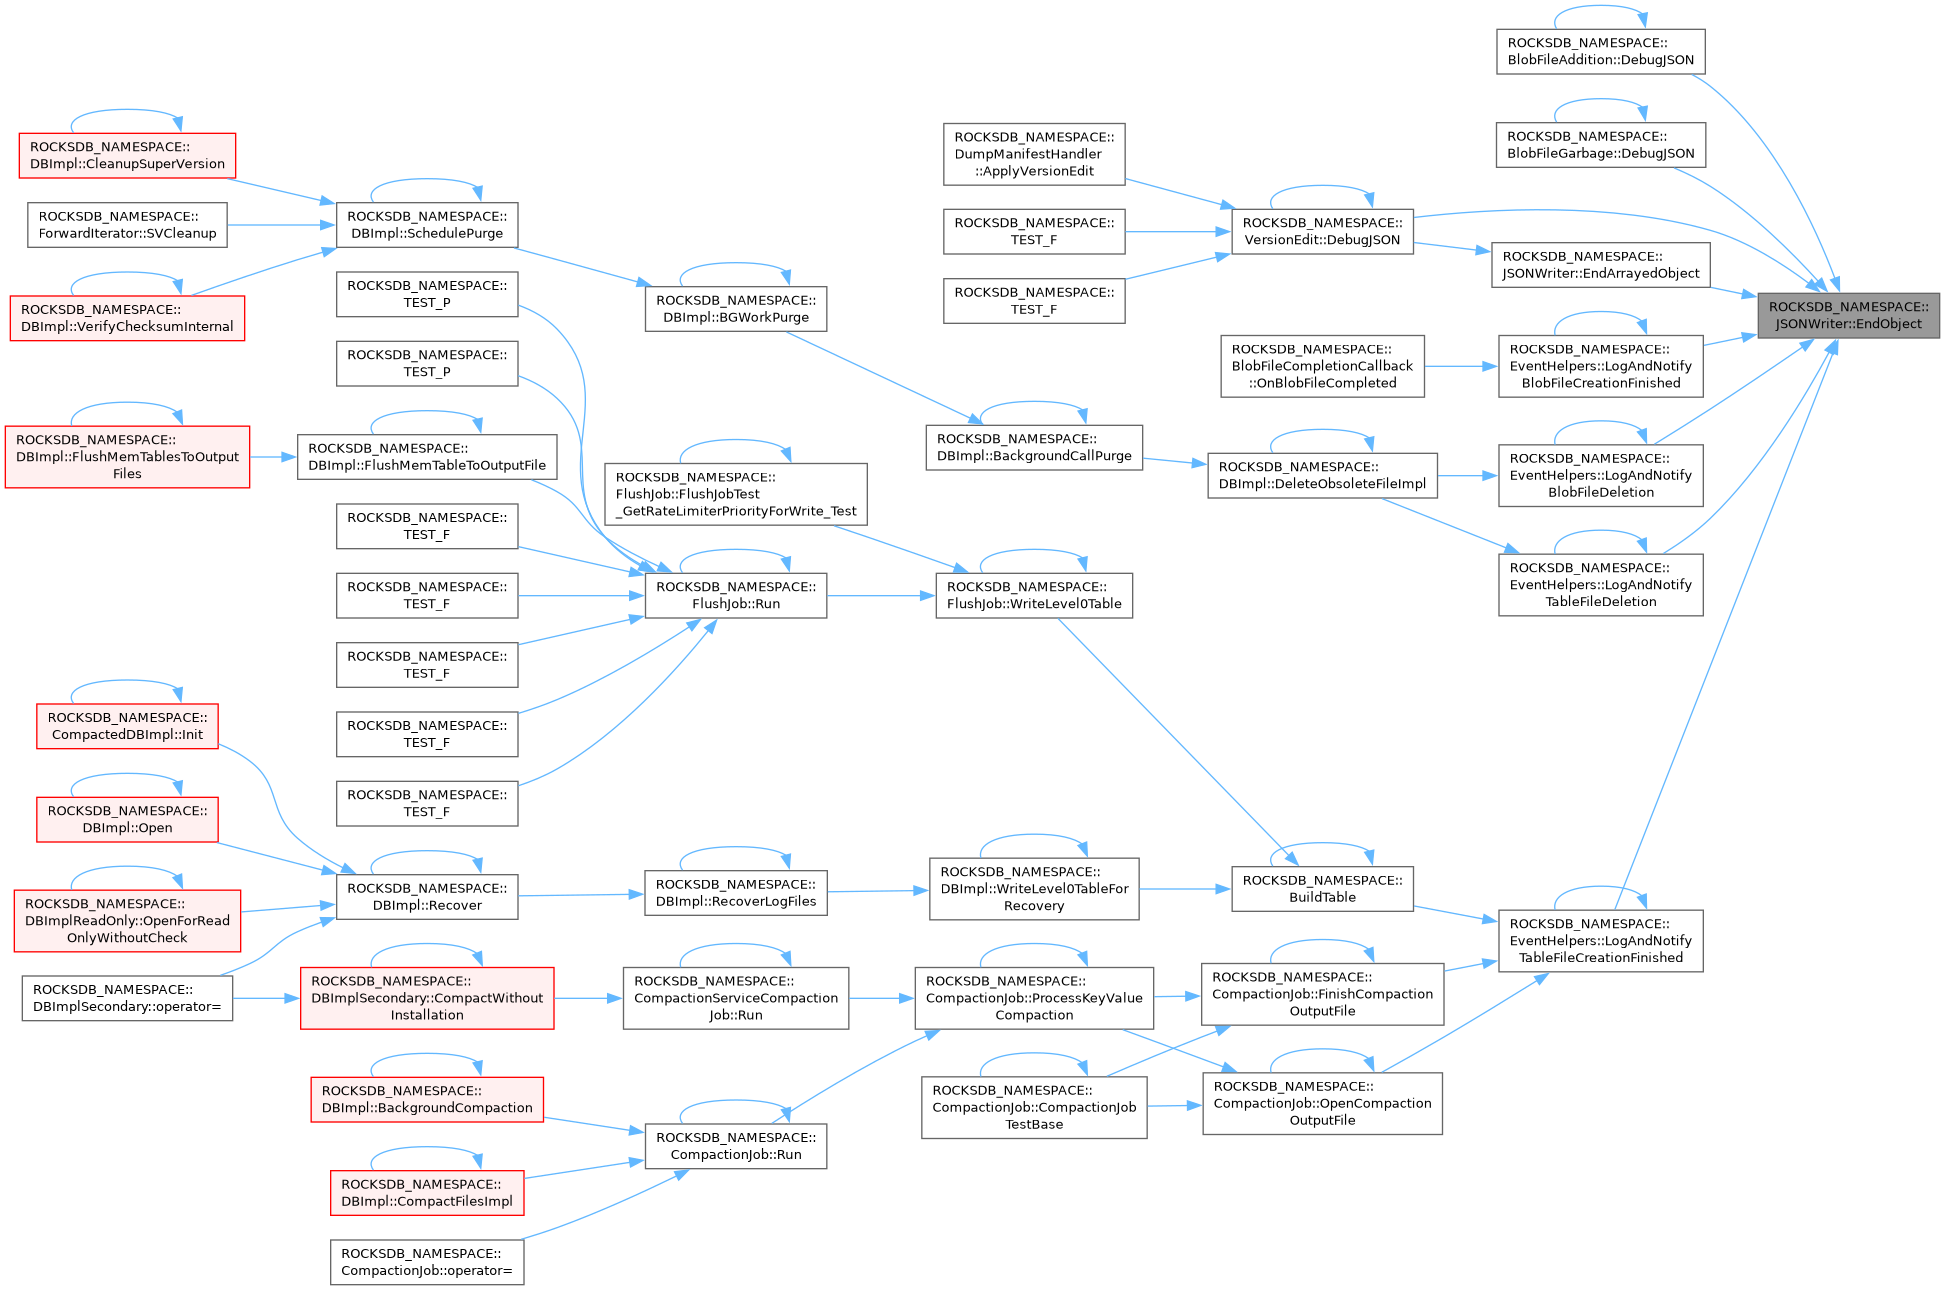 ROCKSDB_NAMESPACE::
BlobFileAddition::DebugJSON
ROCKSDB_NAMESPACE::
BlobFileGarbage::DebugJSON
ROCKSDB_NAMESPACE::
DumpManifestHandler
::ApplyVersionEdit
ROCKSDB_NAMESPACE::
DBImpl::CleanupSuperVersion
ROCKSDB_NAMESPACE::
ForwardIterator::SVCleanup
ROCKSDB_NAMESPACE::
DBImpl::SchedulePurge
ROCKSDB_NAMESPACE::
TEST_F
ROCKSDB_NAMESPACE::
VersionEdit::DebugJSON
ROCKSDB_NAMESPACE::
JSONWriter::EndArrayedObject
ROCKSDB_NAMESPACE::
DBImpl::VerifyChecksumInternal
ROCKSDB_NAMESPACE::
TEST_P
ROCKSDB_NAMESPACE::
DBImpl::BGWorkPurge
ROCKSDB_NAMESPACE::
TEST_F
ROCKSDB_NAMESPACE::
JSONWriter::EndObject
ROCKSDB_NAMESPACE::
TEST_P
ROCKSDB_NAMESPACE::
BlobFileCompletionCallback
::OnBlobFileCompleted
ROCKSDB_NAMESPACE::
EventHelpers::LogAndNotify
BlobFileCreationFinished
ROCKSDB_NAMESPACE::
DBImpl::FlushMemTablesToOutput
Files
ROCKSDB_NAMESPACE::
DBImpl::FlushMemTableToOutputFile
ROCKSDB_NAMESPACE::
FlushJob::FlushJobTest
_GetRateLimiterPriorityForWrite_Test
ROCKSDB_NAMESPACE::
DBImpl::BackgroundCallPurge
ROCKSDB_NAMESPACE::
DBImpl::DeleteObsoleteFileImpl
ROCKSDB_NAMESPACE::
EventHelpers::LogAndNotify
BlobFileDeletion
ROCKSDB_NAMESPACE::
TEST_F
ROCKSDB_NAMESPACE::
TEST_F
ROCKSDB_NAMESPACE::
FlushJob::Run
ROCKSDB_NAMESPACE::
FlushJob::WriteLevel0Table
ROCKSDB_NAMESPACE::
EventHelpers::LogAndNotify
TableFileDeletion
ROCKSDB_NAMESPACE::
TEST_F
ROCKSDB_NAMESPACE::
CompactedDBImpl::Init
ROCKSDB_NAMESPACE::
TEST_F
ROCKSDB_NAMESPACE::
DBImpl::Open
ROCKSDB_NAMESPACE::
TEST_F
ROCKSDB_NAMESPACE::
DBImplReadOnly::OpenForRead
OnlyWithoutCheck
ROCKSDB_NAMESPACE::
DBImpl::Recover
ROCKSDB_NAMESPACE::
DBImpl::RecoverLogFiles
ROCKSDB_NAMESPACE::
DBImpl::WriteLevel0TableFor
Recovery
ROCKSDB_NAMESPACE::
BuildTable
ROCKSDB_NAMESPACE::
EventHelpers::LogAndNotify
TableFileCreationFinished
ROCKSDB_NAMESPACE::
DBImplSecondary::operator=
ROCKSDB_NAMESPACE::
DBImplSecondary::CompactWithout
Installation
ROCKSDB_NAMESPACE::
CompactionServiceCompaction
Job::Run
ROCKSDB_NAMESPACE::
CompactionJob::ProcessKeyValue
Compaction
ROCKSDB_NAMESPACE::
CompactionJob::FinishCompaction
OutputFile
ROCKSDB_NAMESPACE::
DBImpl::BackgroundCompaction
ROCKSDB_NAMESPACE::
CompactionJob::CompactionJob
TestBase
ROCKSDB_NAMESPACE::
CompactionJob::OpenCompaction
OutputFile
ROCKSDB_NAMESPACE::
CompactionJob::Run
ROCKSDB_NAMESPACE::
DBImpl::CompactFilesImpl
ROCKSDB_NAMESPACE::
CompactionJob::operator=